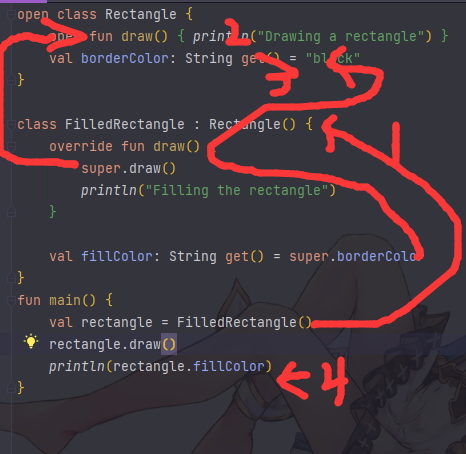 open class Rectangle {
open fun draw() { println("Drawing a rectangle") }
val borderColor: String get() = "black"
}
class FilledRectangle : Rectangle() {
override fun draw()
super.draw()
println("Filling the rectangle")
}
val fillColor: String get() = super.borderColor
}
fun main() {
val rectangle = FilledRectangle()
rectangle.draw()
println(rectangle.fillColor)
}
1
2
3
4